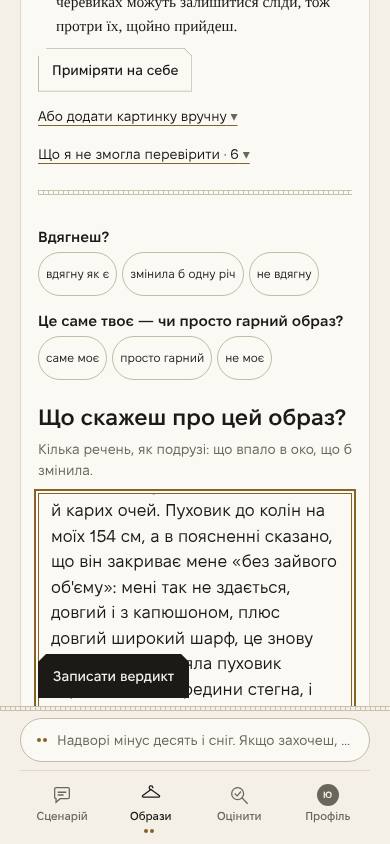 черевиках можуть залишитися сліди, тож
протри їх, щойно прийдеш.
Приміряти на себе
Або додати картинку вручну ▾
Що я не змогла перевірити · 6 ▾
Вдягнеш?
вдягну як є
змінила б одну річ
не вдягну
Це саме твоє — чи просто гарний образ?
саме моє
просто гарний
не моє
Що скажеш про цей образ?
Кілька речень, як подрузі: що впало в око, що б
змінила.
й карих очей. Пуховик до колін на
моїх 154 см, а в поясненні сказано,
що він закриває мене «без зайвого
об'єму»: мені так не здається,
довгий і з капюшоном, плюс
довгий широкий шарф, це знову
пуховик
Записати вердикт
стегна, і
Надворі мінус десять і сніг. Якщо захочеш, ...
Сценарій
Образи
Оцінити
Ю
Профіль